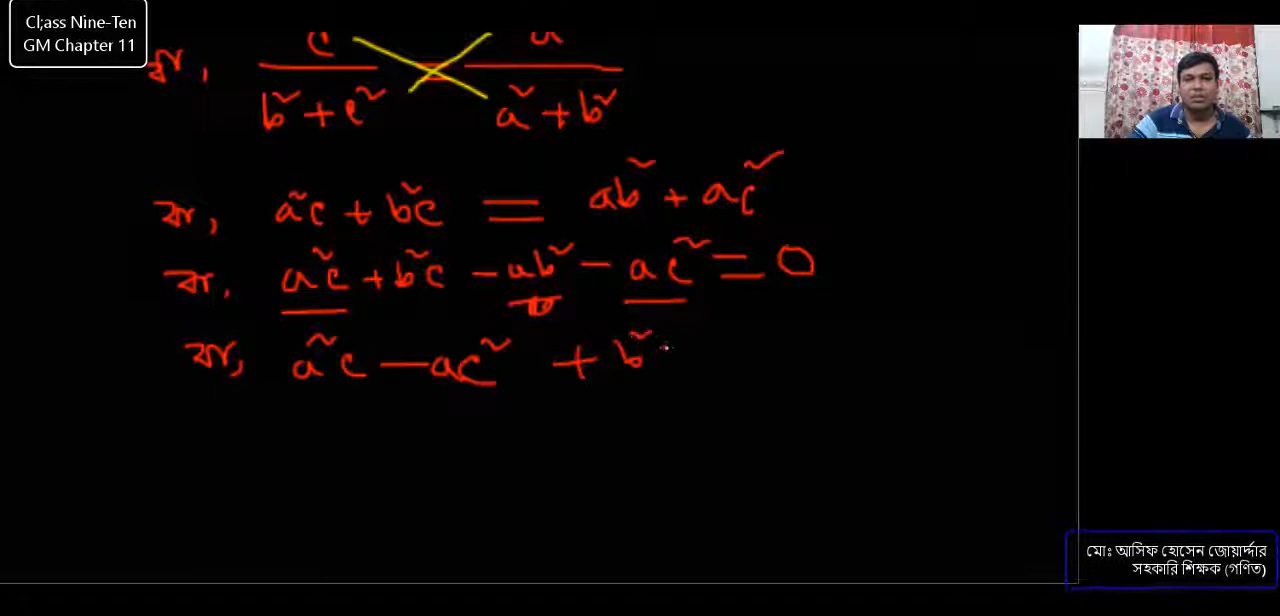 Cl;ass Nine-Ten
GM Chapter 11
বা, c/(b² + c²) = a/(a² + b²)
বা, a²c + b²c = ab² + ac²
বা, a²c + b²c - ab² - ac² = 0
বা, a²c - ac² + b²
মোঃ আসিফ হোসেন জোয়ার্দ্দার
সহকারি শিক্ষক (গণিত)